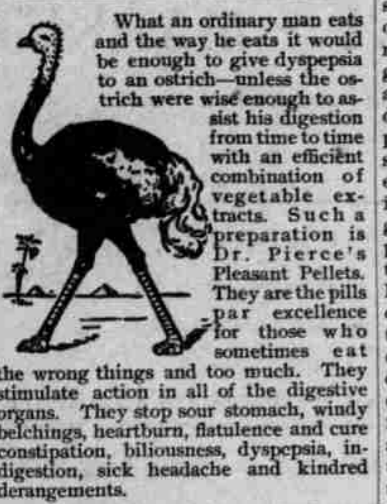 What an ordinary man eats
and the way he eats it would
be enough to give dyspepsia
to an ostrich—unless the os-
trich were wise enough to as-
sist his digestion
from time to time
with an efficient
combination of
vegetable ex-
tracts. Such a
preparation is
Dr. Pierce's
Pleasant Pellets.
They are the pills
par excellence
for those who
sometimes eat
the wrong things and too much. They
stimulate action in all of the digestive
organs. They stop sour stomach, windy
belchings, heartburn, flatulence and cure
constipation, biliousness, dyspepsia, in-
digestion, sick headache and kindred
derangements.